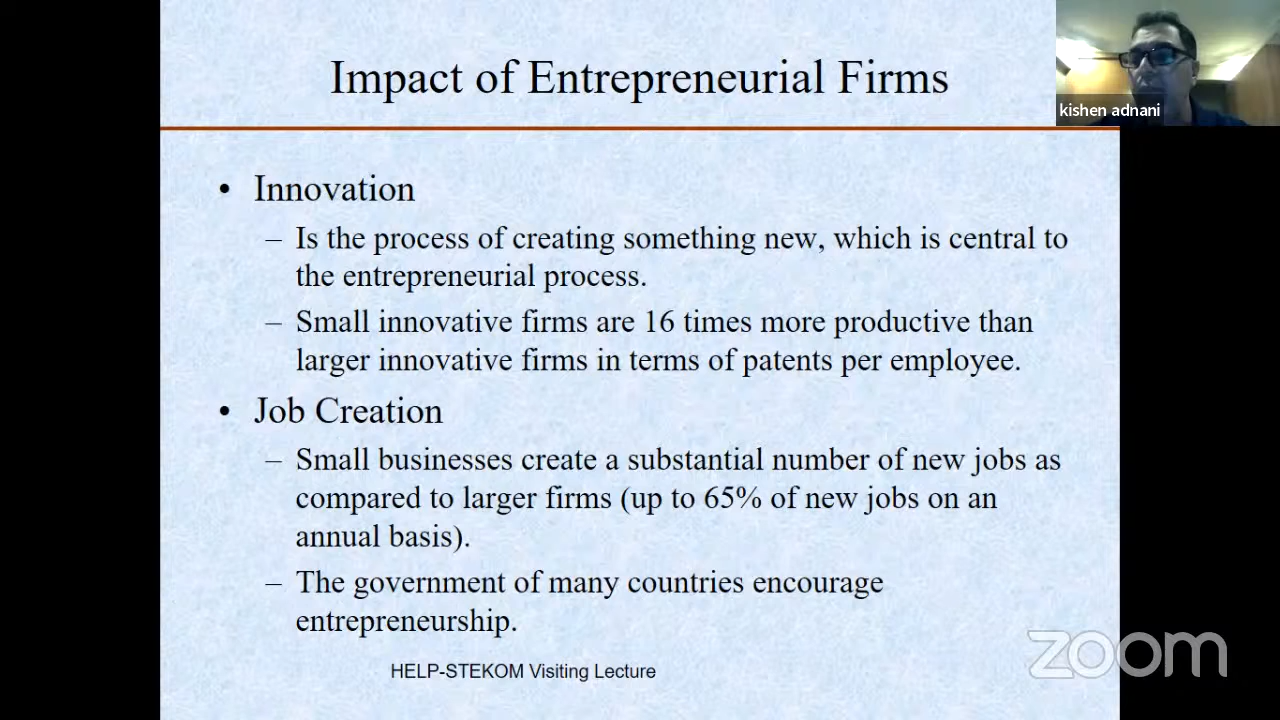 Impact of Entrepreneurial Firms
kishen adnani
• Innovation
– Is the process of creating something new, which is central to
the entrepreneurial process.
– Small innovative firms are 16 times more productive than
larger innovative firms in terms of patents per employee.
• Job Creation
– Small businesses create a substantial number of new jobs as
compared to larger firms (up to 65% of new jobs on an
annual basis).
– The government of many countries encourage
entrepreneurship.
HELP-STEKOM Visiting Lecture
zoom